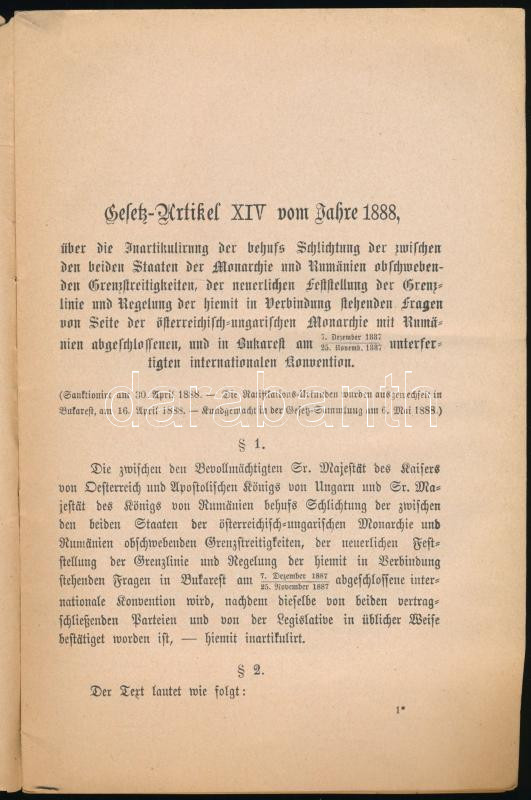 Gesetz-Artikel XIV vom Jahre 1888,
über die Inartikulirung der behufs Schlichtung der zwischen
den beiden Staaten der Monarchie und Rumänien obschweben-
den Grenzstreitigkeiten, der neuerlichen Feststellung der Grenz-
linie und Regelung der hiemit in Verbindung stehenden Fragen
von Seite der österreichisch-ungarischen Monarchie mit Rumä-
nien abgeschlossenen, und in Bukarest am 7. Dezember 1887 / 25. Novemb. 1887 unterfer-
tigten internationalen Konvention.
(Sanktionirt am 30. April 1888. — Die Ratifikations-Urkunden wurden ausgewechselt in
Bukarest, am 16. April 1888. — Kundgemacht in der Gesetz-Sammlung am 6. Mai 1888.)
darabanth
§ 1.
Die zwischen den Bevollmächtigten Sr. Majestät des Kaisers
von Oesterreich und Apostolischen Königs von Ungarn und Sr. Ma-
jestät des Königs von Rumänien behufs Schlichtung der zwischen
den beiden Staaten der österreichisch-ungarischen Monarchie und
Rumänien obschwebenden Grenzstreitigkeiten, der neuerlichen Fest-
stellung der Grenzlinie und Regelung der hiemit in Verbindung
stehenden Fragen in Bukarest am 7. Dezember 1887 / 25. November 1887 abgeschlossene inter-
nationale Konvention wird, nachdem dieselbe von beiden vertrag-
schließenden Parteien und von der Legislative in üblicher Weise
bestätiget worden ist, — hiemit inartikulirt.
§ 2.
Der Text lautet wie folgt:
1*